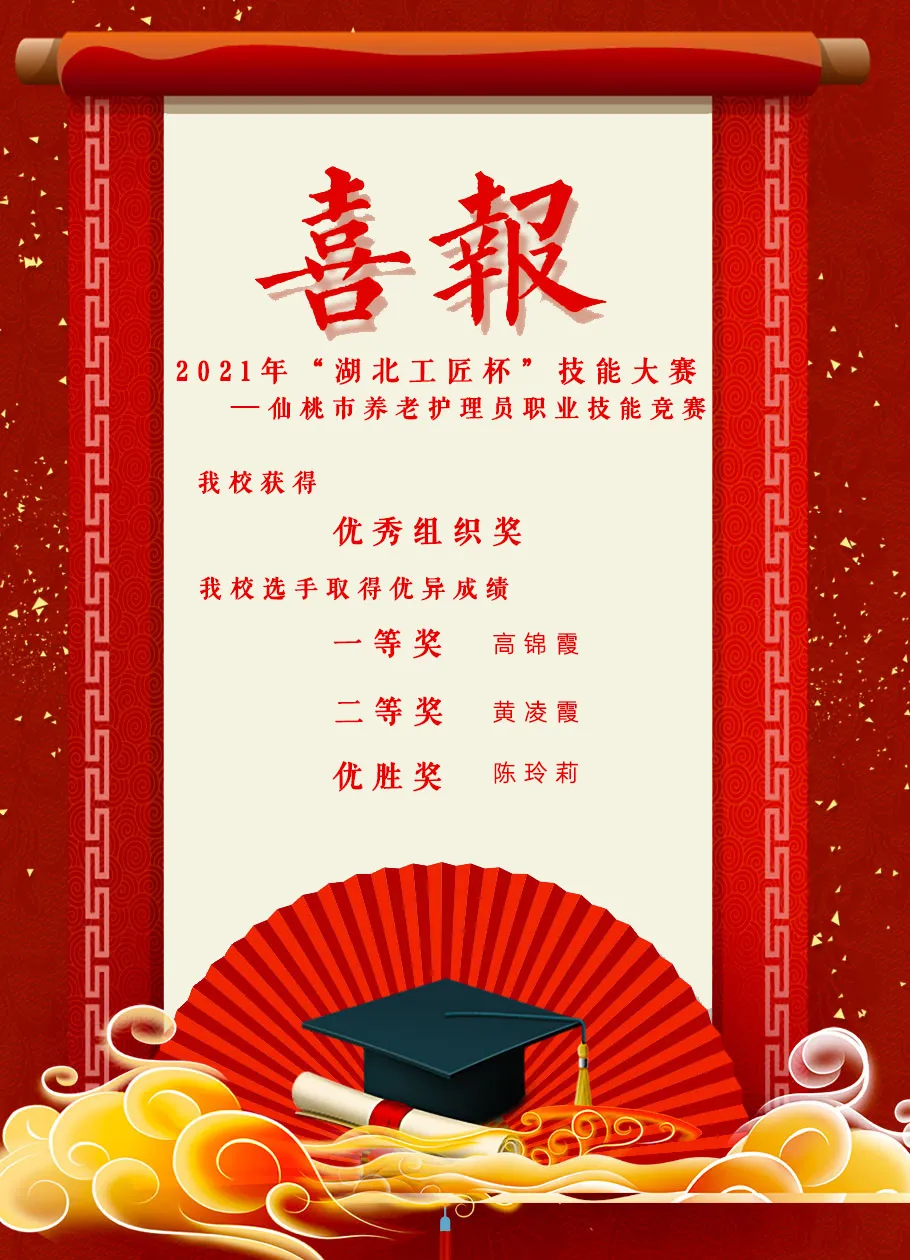 喜報
2021年“湖北工匠杯”技能大赛
—仙桃市养老护理员职业技能竞赛
我校获得
优秀组织奖
我校选手取得优异成绩
一等奖 高锦霞
二等奖 黄凌霞
优胜奖 陈玲莉